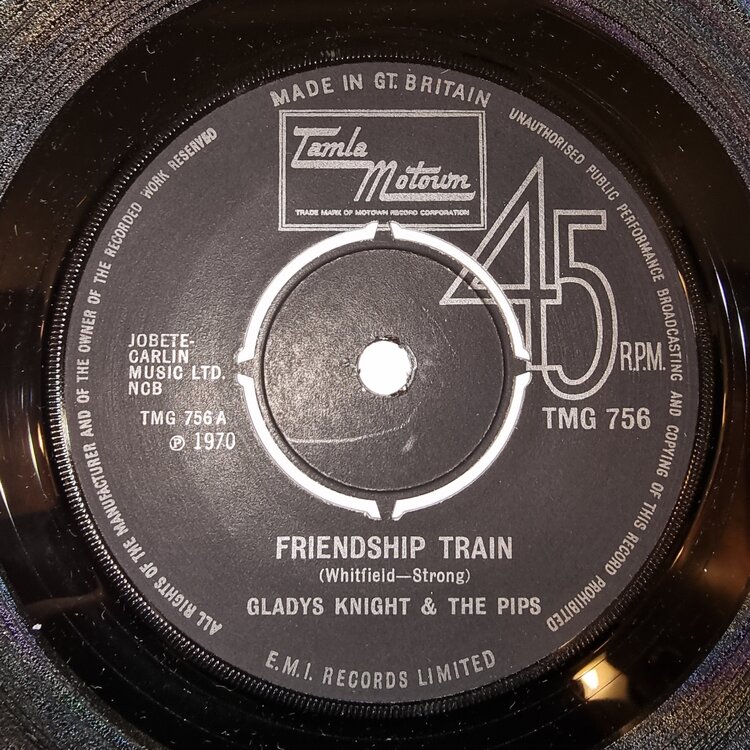 MADE IN GT. BRITAIN
Tamla
Motown
TRADE MARK OF MOTOWN RECORD CORPORATION
45
R.P.M.
TMG 756
JOBETE-
CARLIN
MUSIC LTD.
NCB
TMG 756 A
℗ 1970
FRIENDSHIP TRAIN
(Whitfield—Strong)
GLADYS KNIGHT & THE PIPS
E.M.I. RECORDS LIMITED
ALL RIGHTS OF THE MANUFACTURER AND OF THE OWNER OF THE RECORDED WORK RESERVED
UNAUTHORISED PUBLIC PERFORMANCE BROADCASTING AND COPYING OF THIS RECORD PROHIBITED